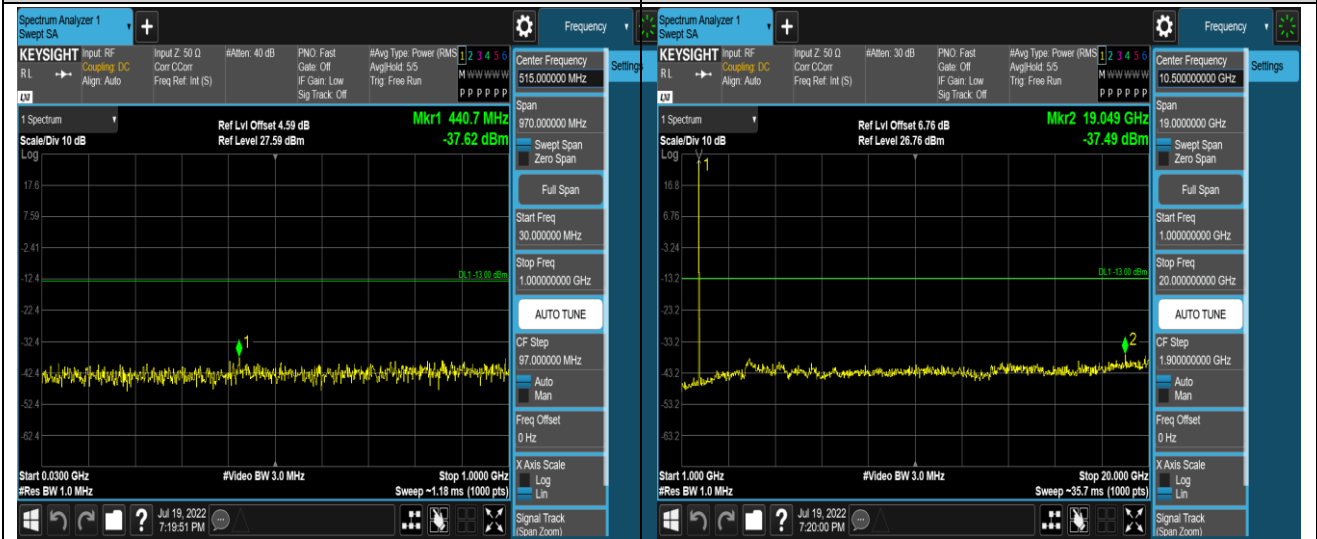 Spectrum Analyzer 1
Swept SA
+
Frequency
KEYSIGHT
RL
LXI
Input: RF
Coupling: DC
Align: Auto
Input Z: 50 Ω
Corr CCorr
Freq Ref: Int (S)
#Atten: 40 dB
PNO: Fast
Gate: Off
IF Gain: Low
Sig Track: Off
#Avg Type: Power (RMS
Avg|Hold: 5/5
Trig: Free Run
1 2 3 4 5 6
M W W W W W
P P P P P P
Center Frequency
515.000000 MHz
Settings
1 Spectrum
Scale/Div 10 dB
Log
Ref Lvl Offset 4.59 dB
Ref Level 27.59 dBm
Mkr1 440.7 MHz
-37.62 dBm
17.6
7.59
-2.41
-12.4
-22.4
-32.4
-42.4
-52.4
-62.4
DL1 -13.00 dBm
1
Start 0.0300 GHz
#Res BW 1.0 MHz
#Video BW 3.0 MHz
Stop 1.0000 GHz
Sweep ~1.18 ms (1000 pts)
Span
970.000000 MHz
Swept Span
Zero Span
Full Span
Start Freq
30.000000 MHz
Stop Freq
1.000000000 GHz
AUTO TUNE
CF Step
97.000000 MHz
Auto
Man
Freq Offset
0 Hz
X Axis Scale
Log
Lin
Signal Track
(Span Zoom)
?
Jul 19, 2022
7:19:51 PM
Spectrum Analyzer 1
Swept SA
+
Frequency
KEYSIGHT
RL
LXI
Input: RF
Coupling: DC
Align: Auto
Input Z: 50 Ω
Corr CCorr
Freq Ref: Int (S)
#Atten: 30 dB
PNO: Fast
Gate: Off
IF Gain: Low
Sig Track: Off
#Avg Type: Power (RMS
Avg|Hold: 5/5
Trig: Free Run
1 2 3 4 5 6
M W W W W W
P P P P P P
Center Frequency
10.500000000 GHz
Settings
1 Spectrum
Scale/Div 10 dB
Log
Ref Lvl Offset 6.76 dB
Ref Level 26.76 dBm
Mkr2 19.049 GHz
-37.49 dBm
1
16.8
6.76
-3.24
-13.2
-23.2
-33.2
-43.2
-53.2
-63.2
DL1 -13.00 dBm
2
Start 1.000 GHz
#Res BW 1.0 MHz
#Video BW 3.0 MHz
Stop 20.000 GHz
Sweep ~35.7 ms (1000 pts)
Span
19.0000000 GHz
Swept Span
Zero Span
Full Span
Start Freq
1.000000000 GHz
Stop Freq
20.000000000 GHz
AUTO TUNE
CF Step
1.900000000 GHz
Auto
Man
Freq Offset
0 Hz
X Axis Scale
Log
Lin
Signal Track
(Span Zoom)
?
Jul 19, 2022
7:20:00 PM